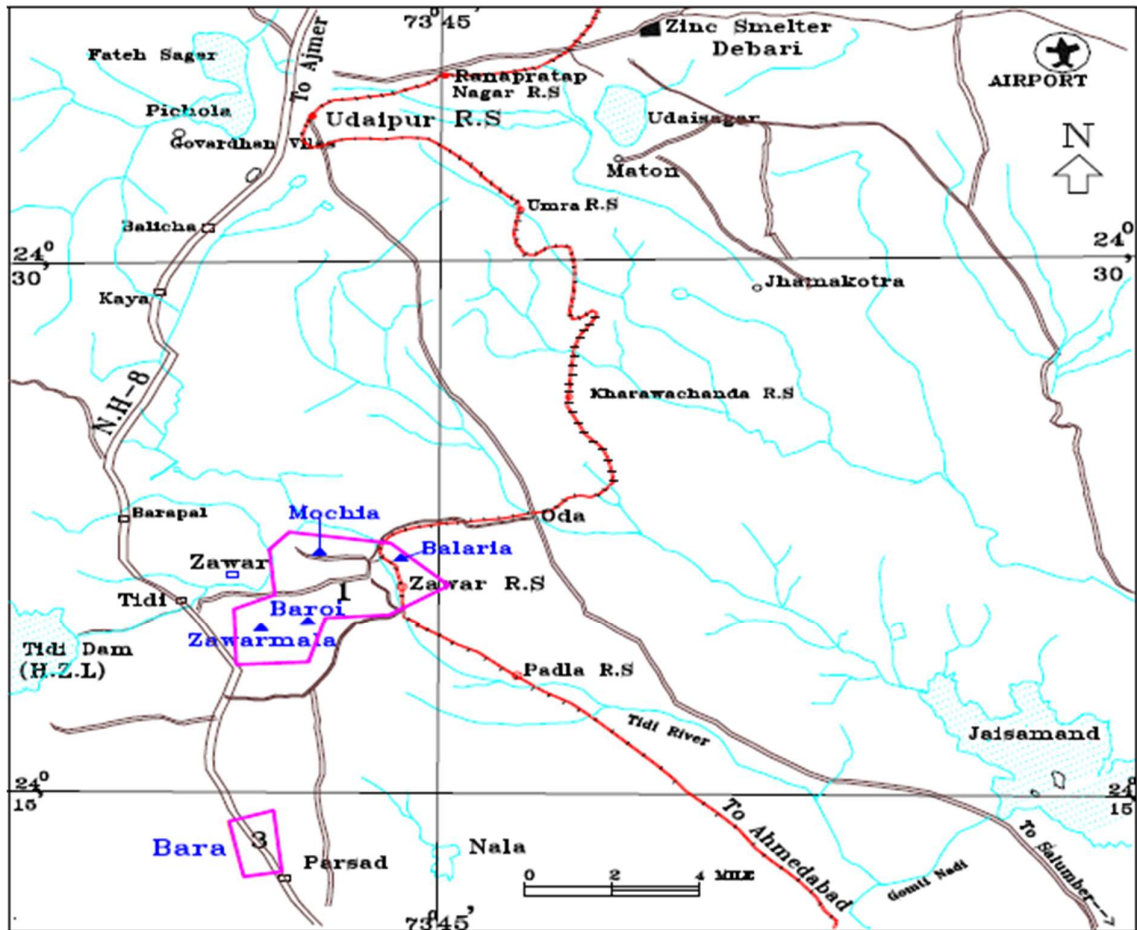 73°45'
Zinc Smelter
Debari
AIRPORT
Fateh Sagar
To Ajmer
Ranapratap
Nagar R.S
Pichola
Udaipur R.S
Udaisagar
Govardhan Vilas
N
Maton
Umra R.S
Balicha
24°
30'
24°
30'
Kaya
Jhamakotra
N.H-8
Kharawachanda R.S
Barapal
Mochia
Oda
Balaria
Zawar
Zawar R.S
Tidi
1
Baroi
Zawarmala
Tidi Dam
(H.Z.L)
Padla R.S
Tidi River
Jaisamand
24°
15'
24°
15'
To Ahmedabad
To Salumber
Bara
3
Parsad
Nala
0 2 4 MILE
Gomti Nadi
73°45'